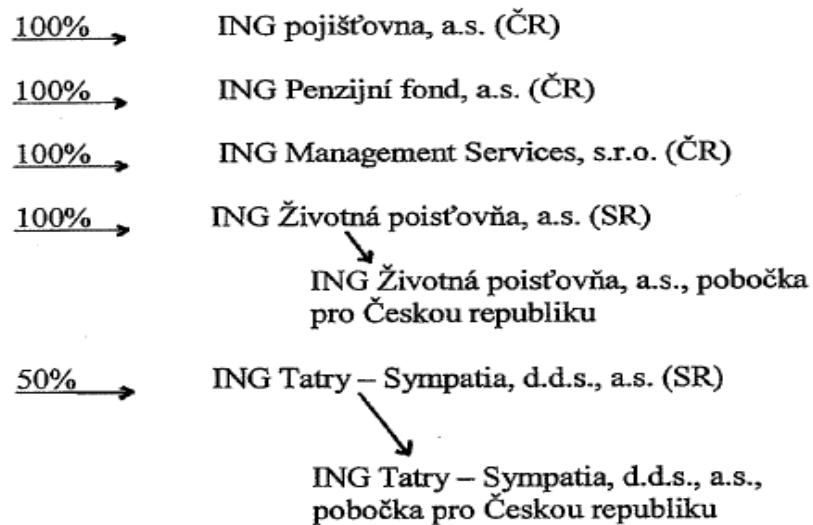 100% ING pojišťovna, a.s. (ČR)
100% ING Penzijní fond, a.s. (ČR)
100% ING Management Services, s.r.o. (ČR)
100% ING Životná poisťovňa, a.s. (SR)
ING Životná poisťovňa, a.s., pobočka
pro Českou republiku
50% ING Tatry – Sympatia, d.d.s., a.s. (SR)
ING Tatry – Sympatia, d.d.s., a.s.,
pobočka pro Českou republiku